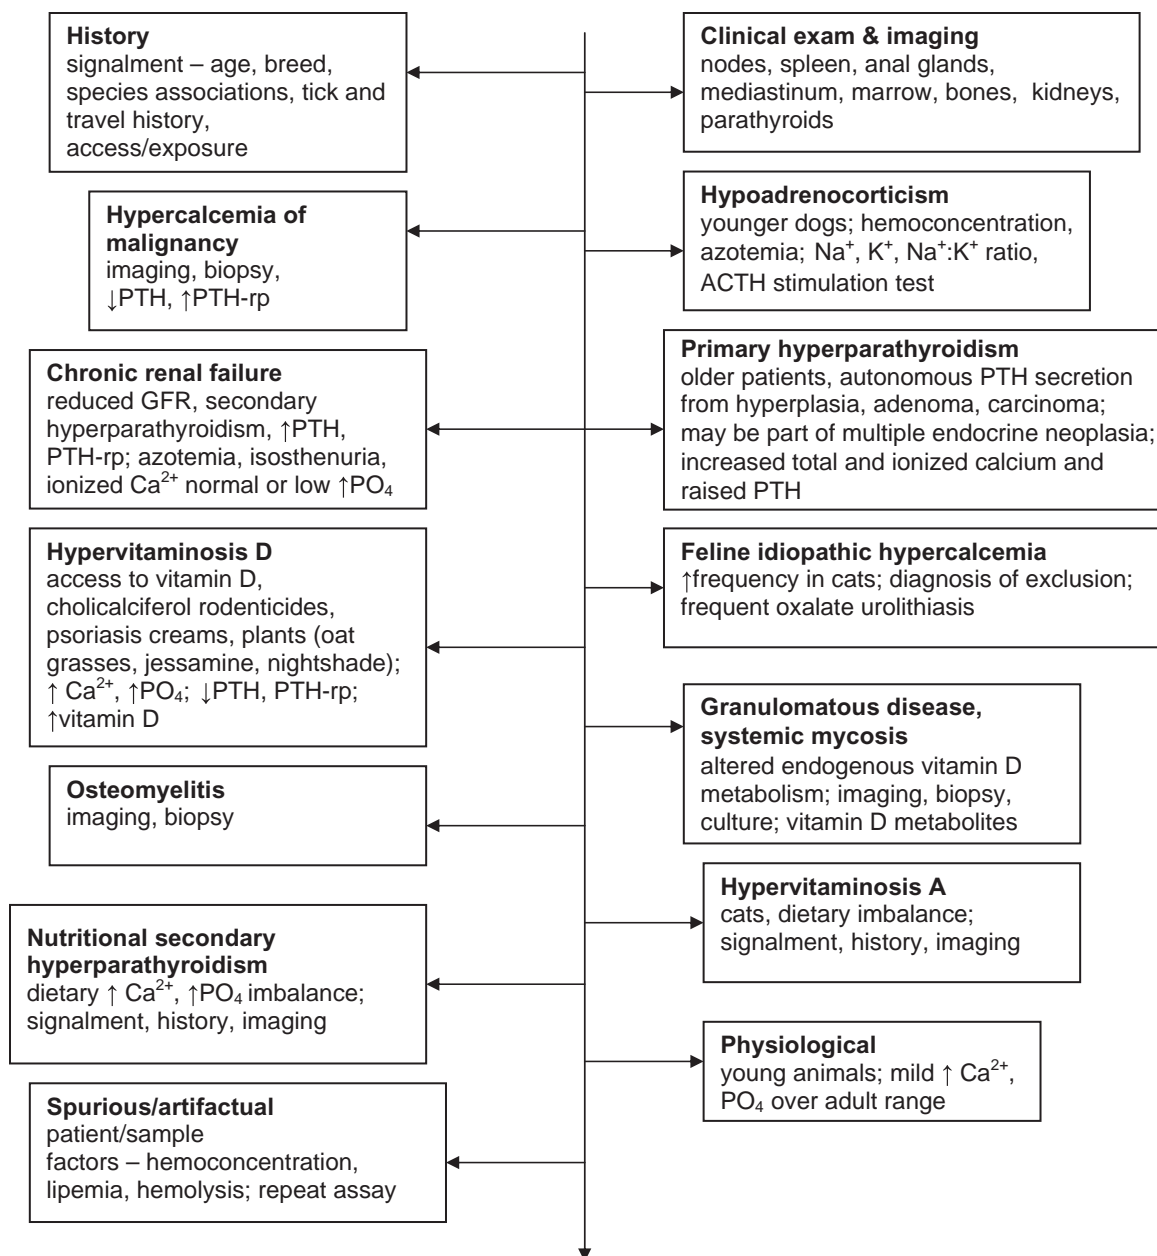 History
signalment – age, breed,
species associations, tick and
travel history,
access/exposure
Clinical exam & imaging
nodes, spleen, anal glands,
mediastinum, marrow, bones, kidneys,
parathyroids
Hypercalcemia of
malignancy
imaging, biopsy,
↓PTH, ↑PTH-rp
Hypoadrenocorticism
younger dogs; hemoconcentration,
azotemia; Na⁺, K⁺, Na⁺:K⁺ ratio,
ACTH stimulation test
Chronic renal failure
reduced GFR, secondary
hyperparathyroidism, ↑PTH,
PTH-rp; azotemia, isosthenuria,
ionized Ca²⁺ normal or low ↑PO₄
Primary hyperparathyroidism
older patients, autonomous PTH secretion
from hyperplasia, adenoma, carcinoma;
may be part of multiple endocrine neoplasia;
increased total and ionized calcium and
raised PTH
Hypervitaminosis D
access to vitamin D,
cholicalciferol rodenticides,
psoriasis creams, plants (oat
grasses, jessamine, nightshade);
↑ Ca²⁺, ↑PO₄; ↓PTH, PTH-rp;
↑vitamin D
Feline idiopathic hypercalcemia
↑frequency in cats; diagnosis of exclusion;
frequent oxalate urolithiasis
Granulomatous disease,
systemic mycosis
altered endogenous vitamin D
metabolism; imaging, biopsy,
culture; vitamin D metabolites
Osteomyelitis
imaging, biopsy
Hypervitaminosis A
cats, dietary imbalance;
signalment, history, imaging
Nutritional secondary
hyperparathyroidism
dietary ↑ Ca²⁺, ↑PO₄ imbalance;
signalment, history, imaging
Physiological
young animals; mild ↑ Ca²⁺,
PO₄ over adult range
Spurious/artifactual
patient/sample
factors – hemoconcentration,
lipemia, hemolysis; repeat assay